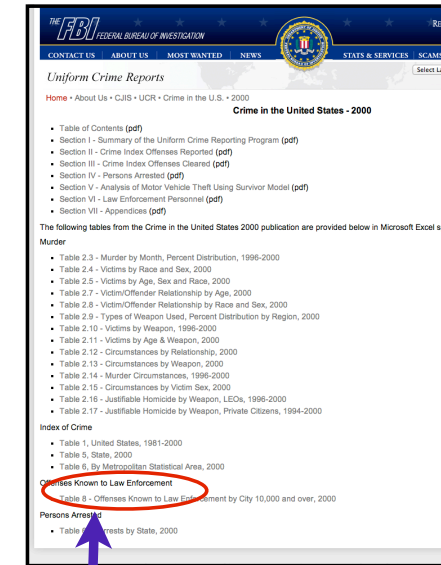 THE FBI FEDERAL BUREAU OF INVESTIGATION
CONTACT US ABOUT US MOST WANTED NEWS STATS & SERVICES SCAMS
Uniform Crime Reports
Home • About Us • CJIS • UCR • Crime in the U.S. • 2000
Crime in the United States - 2000
Table of Contents (pdf)
Section I - Summary of the Uniform Crime Reporting Program (pdf)
Section II - Crime Index Offenses Reported (pdf)
Section III - Crime Index Offenses Cleared (pdf)
Section IV - Persons Arrested (pdf)
Section V - Analysis of Motor Vehicle Theft Using Survivor Model (pdf)
Section VI - Law Enforcement Personnel (pdf)
Section VII - Appendices (pdf)
The following tables from the Crime in the United States 2000 publication are provided below in Microsoft Excel
Murder
Table 2.3 - Murder by Month, Percent Distribution, 1996-2000
Table 2.4 - Victims by Race and Sex, 2000
Table 2.5 - Victims by Age, Sex and Race, 2000
Table 2.7 - Victim/Offender Relationship by Age, 2000
Table 2.8 - Victim/Offender Relationship by Race and Sex, 2000
Table 2.9 - Types of Weapon Used, Percent Distribution by Region, 2000
Table 2.10 - Victims by Weapon, 1996-2000
Table 2.11 - Victims by Age & Weapon, 2000
Table 2.12 - Circumstances by Relationship, 2000
Table 2.13 - Circumstances by Weapon, 2000
Table 2.14 - Murder Circumstances, 1996-2000
Table 2.15 - Circumstances by Victim Sex, 2000
Table 2.16 - Justifiable Homicide by Weapon, LEOs, 1996-2000
Table 2.17 - Justifiable Homicide by Weapon, Private Citizens, 1994-2000
Index of Crime
Table 1, United States, 1981-2000
Table 5, State, 2000
Table 6, By Metropolitan Statistical Area, 2000
Offenses Known to Law Enforcement
Table 8 - Offenses Known to Law Enforcement by City 10,000 and over, 2000
Persons Arrested
Table Arrests by State, 2000